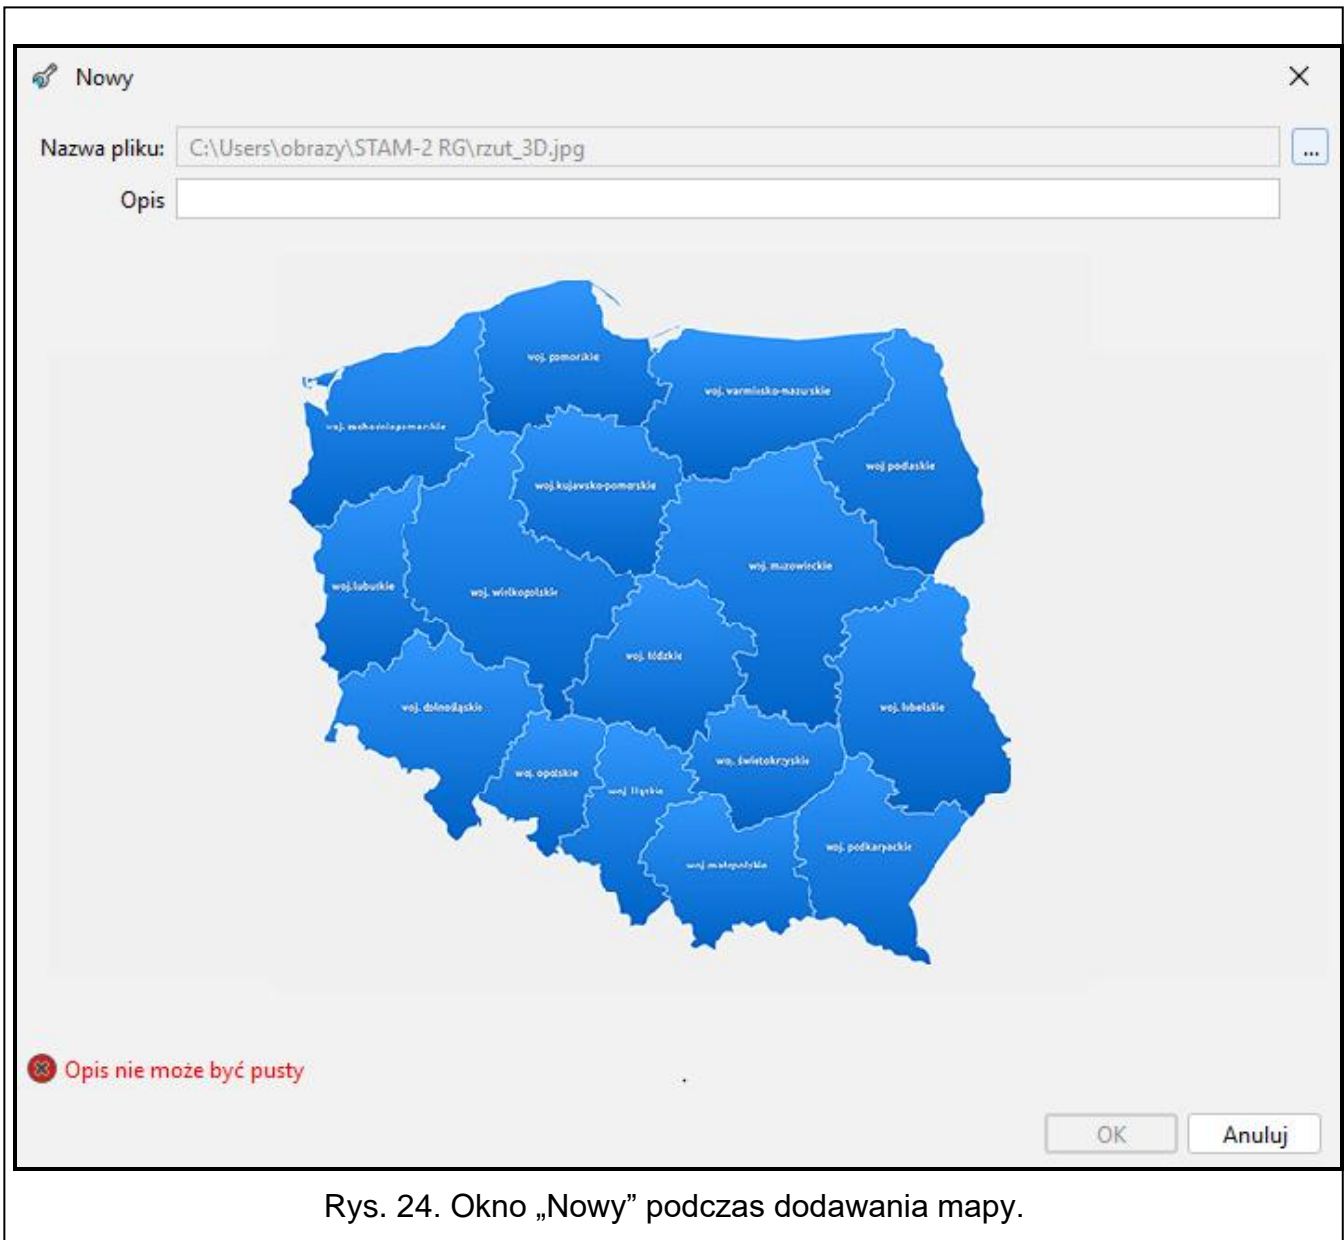 Nowy
Nazwa pliku: C:\Users\obrazy\STAM-2 RG\rzut_3D.jpg ...
Opis
woj. pomorskie
woj. warmińsko-mazurskie
woj. zachodniopomorskie
woj podlaskie
woj.kujawsko-pomorskie
woj. mazowieckie
woj.lubuskie
woj. wielkopolskie
woj. łódzkie
woj. dolnośląskie
woj. lubelskie
woj. świętokrzyskie
woj. opolskie
woj. śląskie
woj. podkarpackie
woj.małopolskie
Opis nie może być pusty
OK Anuluj
Rys. 24. Okno „Nowy” podczas dodawania mapy.